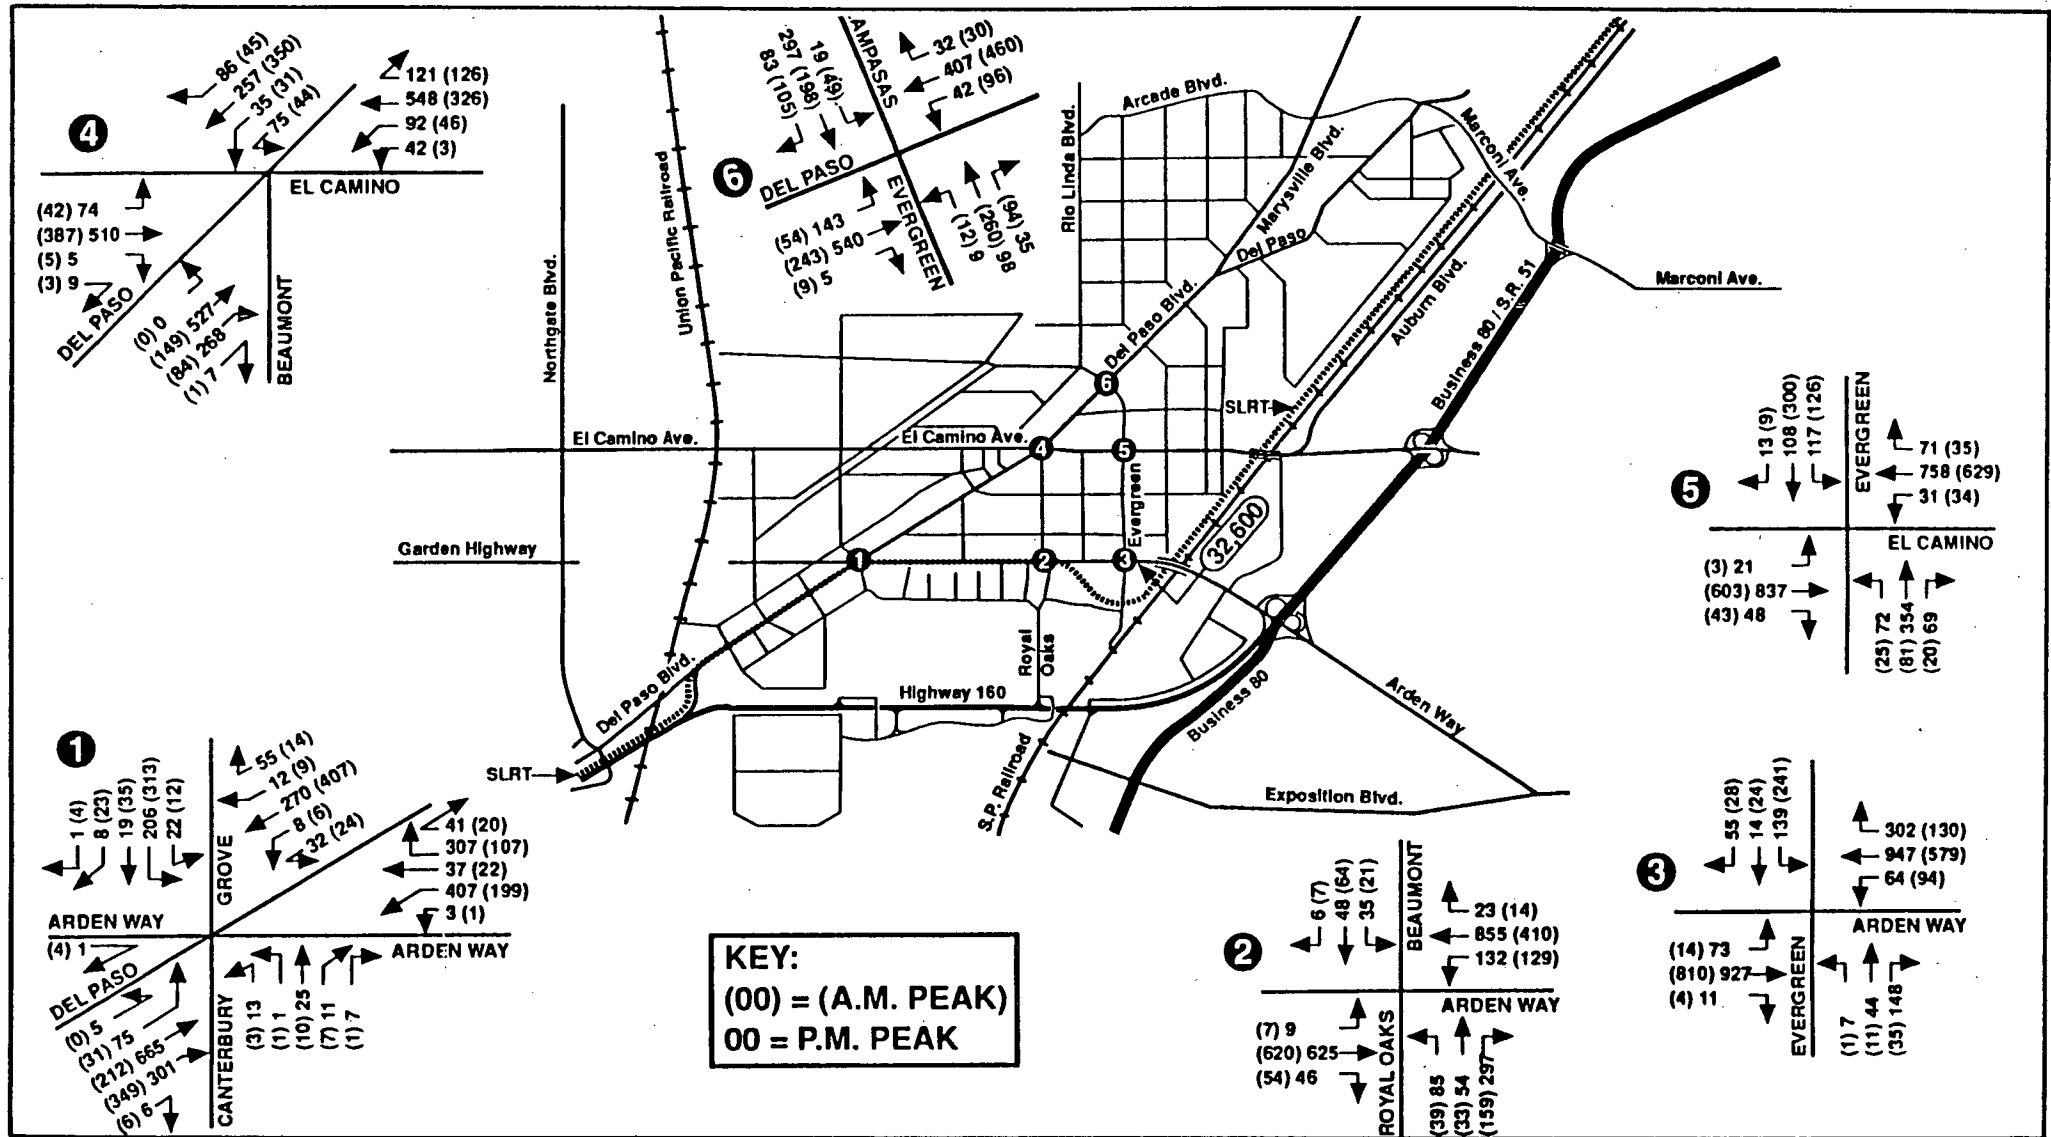 4
86 (45)
257 (350)
35 (31)
75 (44)
121 (126)
548 (326)
92 (46)
42 (3)
EL CAMINO
(42) 74
(387) 510
(5) 5
(3) 9
DEL PASO
(0) 0
(149) 527
(84) 268
(1) 7
BEAUMONT
6
19 (49)
297 (198)
83 (105)
AMPASAS
32 (30)
407 (460)
42 (96)
DEL PASO
EVERGREEN
(54) 143
(243) 540
(9) 5
(12) 9
(260) 98
(94) 35
Union Pacific Railroad
Northgate Blvd.
Rio Linda Blvd.
Arcade Blvd.
Marysville Blvd.
Marconi Ave.
Del Paso
Del Paso Blvd.
Auburn Blvd.
Business 80 / S.R. 51
Marconi Ave.
SLRT
El Camino Ave.
El Camino Ave.
6
4
5
Evergreen
32,600
Garden Highway
1
2
3
Royal
Oaks
Del Paso Blvd.
Highway 160
Business 80
Arden Way
SLRT
S.P. Railroad
Exposition Blvd.
5
13 (9)
108 (300)
117 (126)
EVERGREEN
71 (35)
758 (629)
31 (34)
EL CAMINO
(3) 21
(603) 837
(43) 48
(25) 72
(81) 354
(20) 69
1
1 (4)
8 (23)
19 (35)
206 (313)
22 (12)
GROVE
55 (14)
12 (9)
270 (407)
8 (6)
32 (24)
41 (20)
307 (107)
37 (22)
407 (199)
3 (1)
ARDEN WAY
ARDEN WAY
(4) 1
DEL PASO
(0) 5
(31) 75
(212) 665
(349) 301
(6) 6
CANTERBURY
(3) 13
(1) 1
(10) 25
(7) 11
(1) 7
KEY:
(00) = (A.M. PEAK)
00 = P.M. PEAK
2
6 (7)
48 (64)
35 (21)
BEAUMONT
23 (14)
855 (410)
132 (129)
ARDEN WAY
(7) 9
(620) 625
(54) 46
ROYAL OAKS
(39) 85
(33) 54
(159) 297
3
55 (28)
14 (24)
139 (241)
302 (130)
947 (579)
64 (94)
ARDEN WAY
(14) 73
(810) 927
(4) 11
EVERGREEN
(1) 7
(11) 44
(35) 148